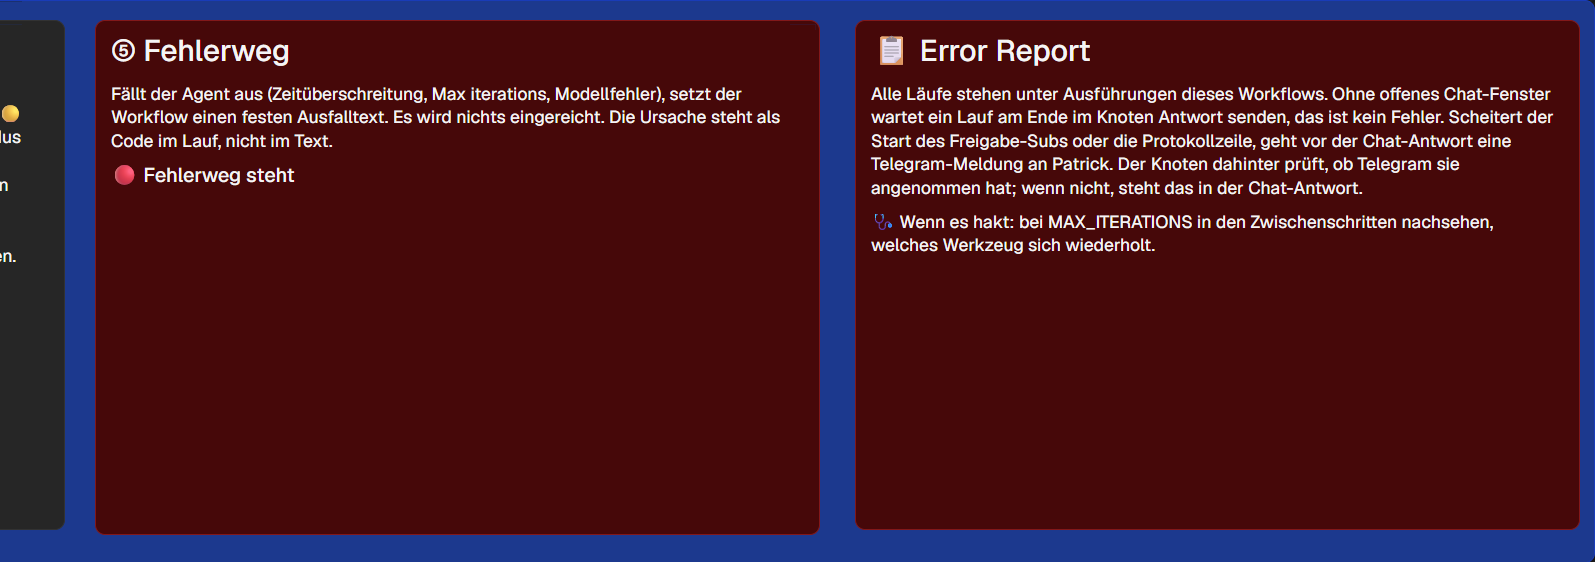 lus
n
en.
⑤ Fehlerweg
Fällt der Agent aus (Zeitüberschreitung, Max iterations, Modellfehler), setzt der
Workflow einen festen Ausfalltext. Es wird nichts eingereicht. Die Ursache steht als
Code im Lauf, nicht im Text.
🔴 Fehlerweg steht
📋 Error Report
Alle Läufe stehen unter Ausführungen dieses Workflows. Ohne offenes Chat-Fenster
wartet ein Lauf am Ende im Knoten Antwort senden, das ist kein Fehler. Scheitert der
Start des Freigabe-Subs oder die Protokollzeile, geht vor der Chat-Antwort eine
Telegram-Meldung an Patrick. Der Knoten dahinter prüft, ob Telegram sie
angenommen hat; wenn nicht, steht das in der Chat-Antwort.
🩺 Wenn es hakt: bei MAX_ITERATIONS in den Zwischenschritten nachsehen,
welches Werkzeug sich wiederholt.